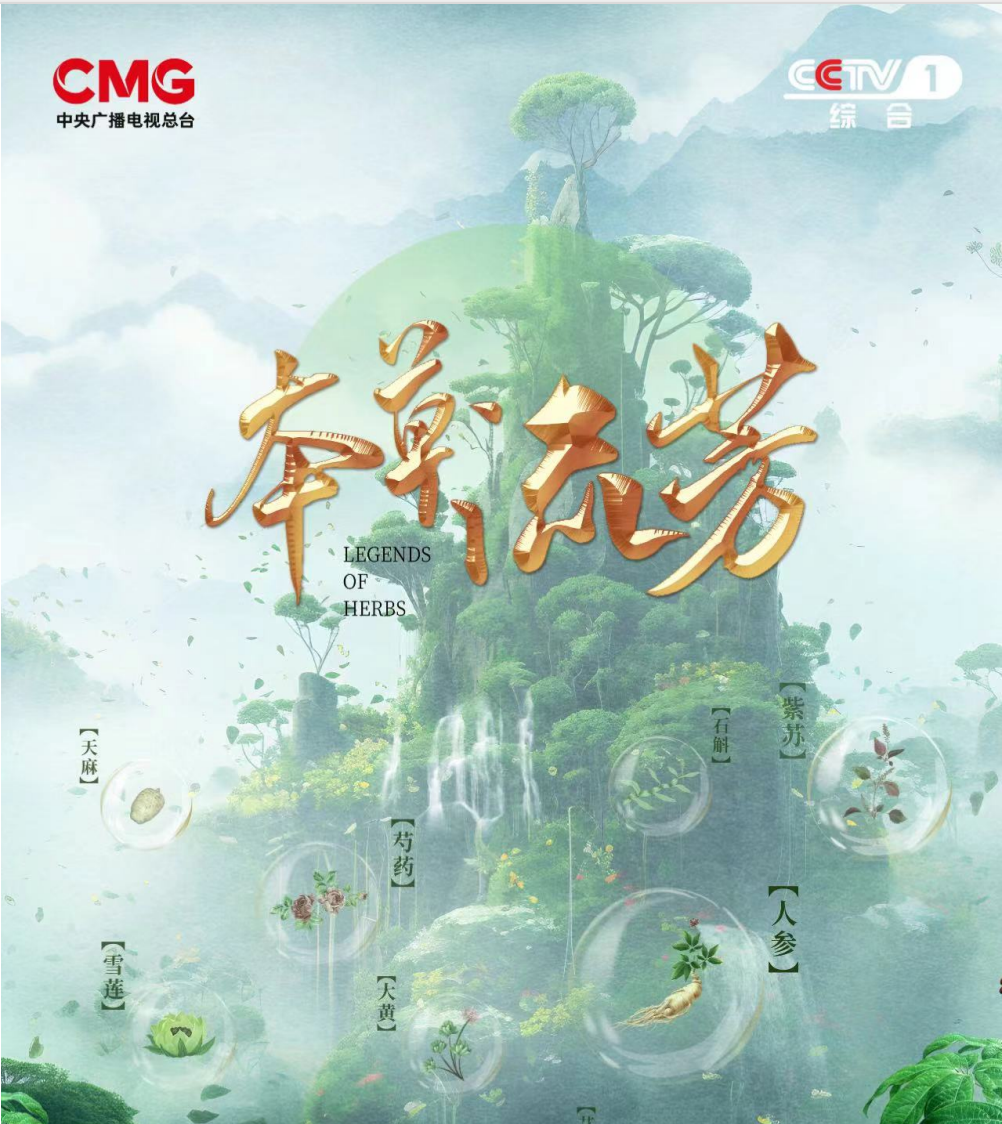 CMG
中央广播电视总台
CCTV 1
综合
本草流芳
LEGENDS
OF
HERBS
【紫苏】
【石斛】
【天麻】
【芍药】
【人参】
【雪莲】
【大黄】